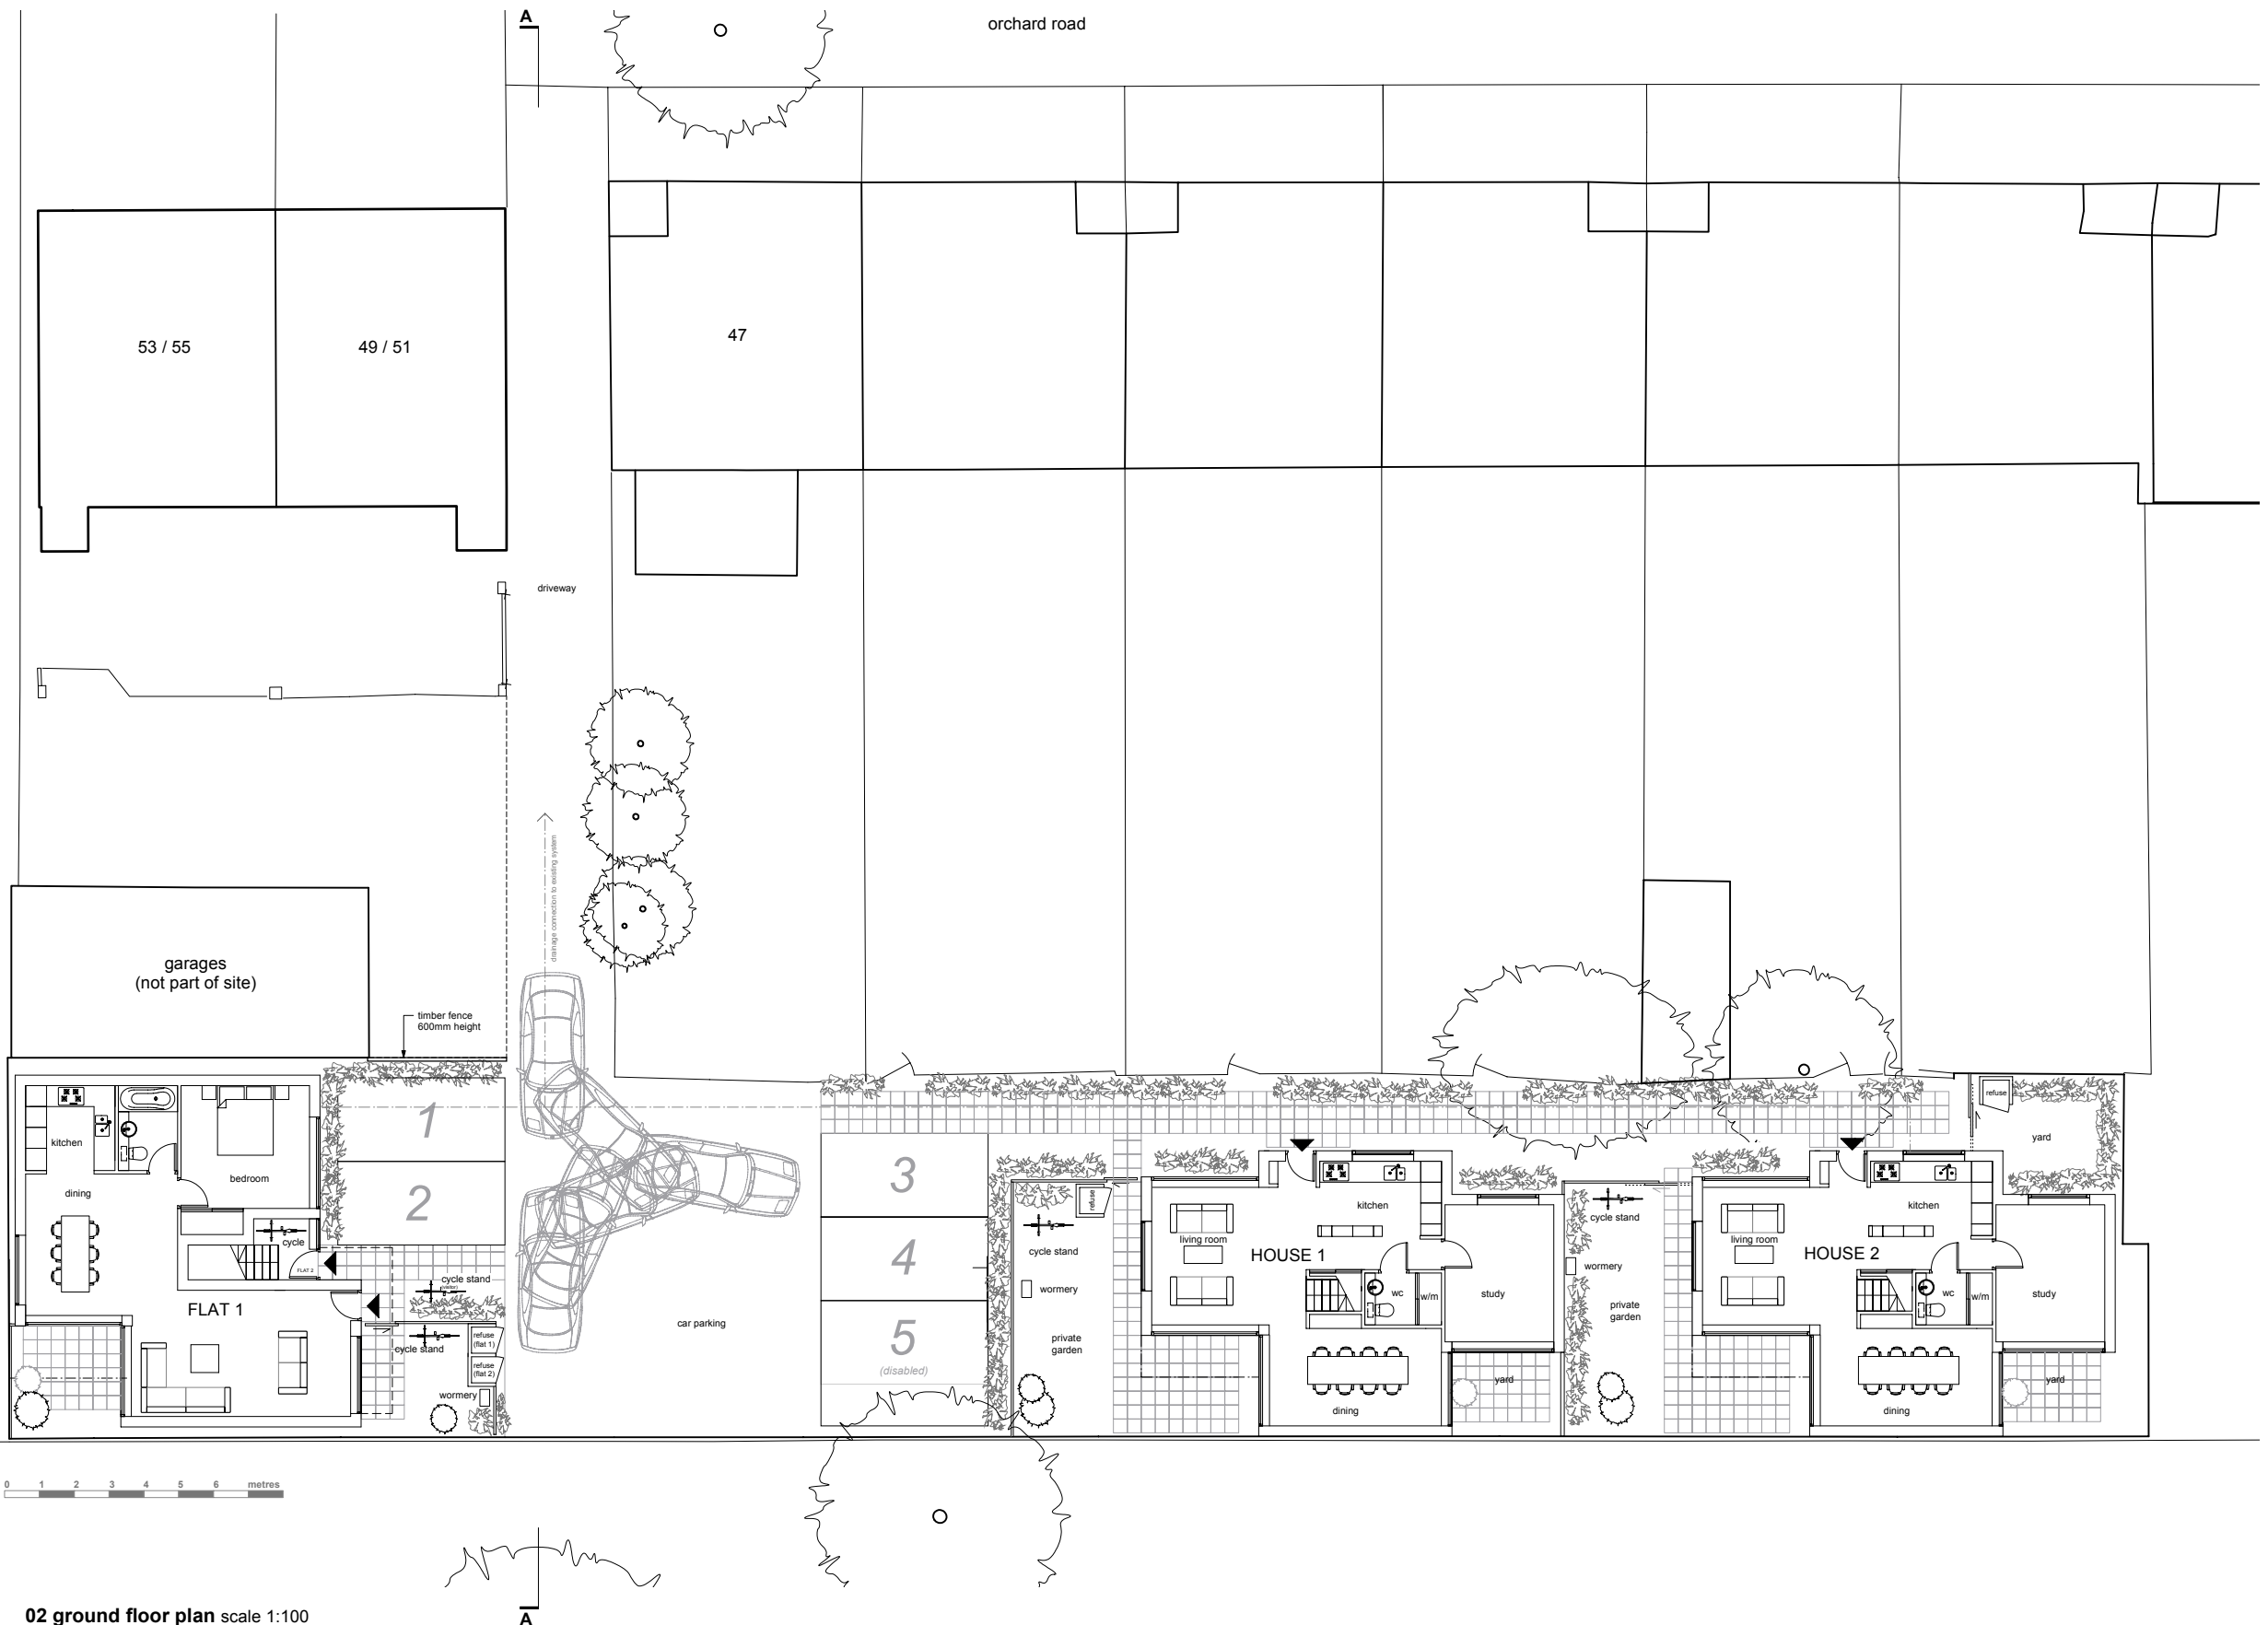 A
orchard road
53 / 55
49 / 51
47
driveway
drainage connection to existing system
garages
(not part of site)
timber fence
600mm height
1
2
3
4
5
(disabled)
car parking
kitchen
dining
bedroom
cycle
FLAT 2
FLAT 1
cycle stand
(visitor)
cycle stand
refuse
(flat 1)
refuse
(flat 2)
wormery
refuse
cycle stand
wormery
private
garden
living room
HOUSE 1
kitchen
wc
w/m
study
dining
yard
cycle stand
wormery
private
garden
living room
HOUSE 2
kitchen
wc
w/m
study
dining
yard
refuse
yard
0 1 2 3 4 5 6 metres
A
02 ground floor plan scale 1:100